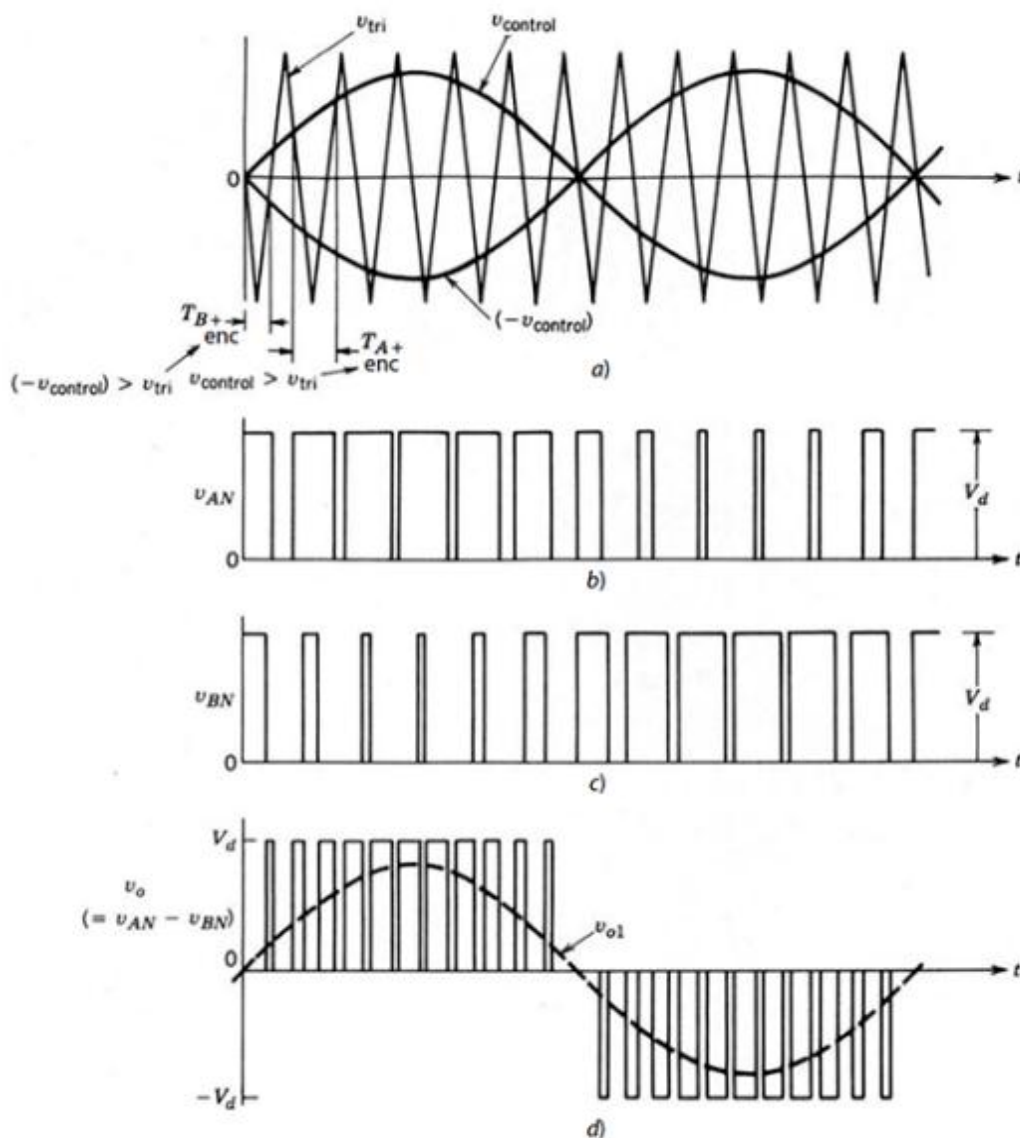 v_tri
v_control
0
t
(-v_control)
T_B+
enc
T_A+
enc
(-v_control) > v_tri
v_control > v_tri
a)
v_AN
V_d
0
t
b)
v_BN
V_d
0
t
c)
V_d
v_o
(= v_AN - v_BN)
v_o1
0
t
-V_d
d)